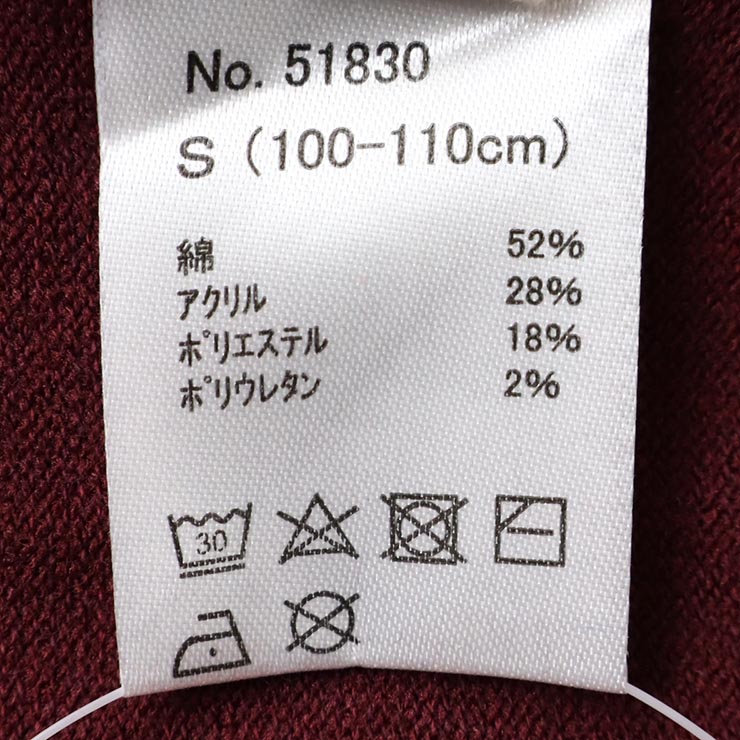 No. 51830
S (100-110cm)
綿 52%
アクリル 28%
ポリエステル 18%
ポリウレタン 2%
30